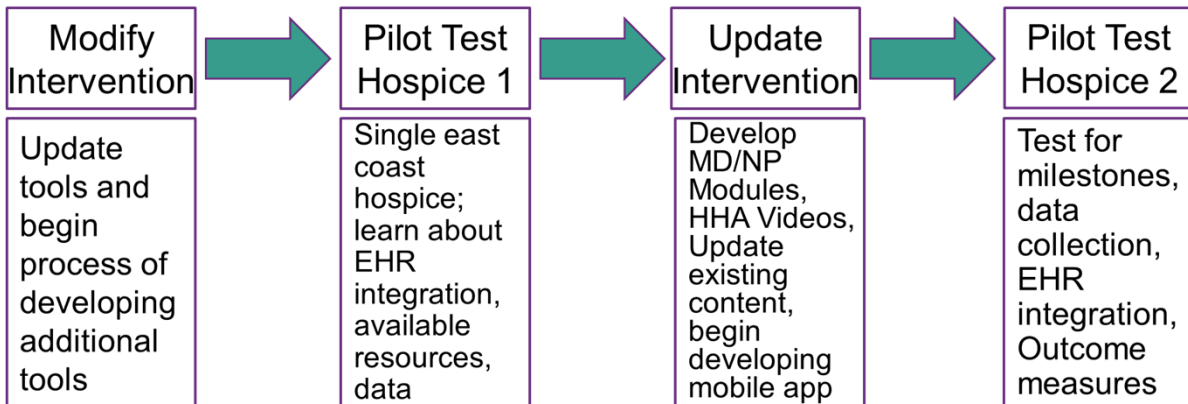 Modify
Intervention
Pilot Test
Hospice 1
Update
Intervention
Pilot Test
Hospice 2
Update
tools and
begin
process of
developing
additional
tools
Single east
coast
hospice;
learn about
EHR
integration,
available
resources,
data
Develop
MD/NP
Modules,
HHA Videos,
Update
existing
content,
begin
developing
mobile app
Test for
milestones,
data
collection,
EHR
integration,
Outcome
measures